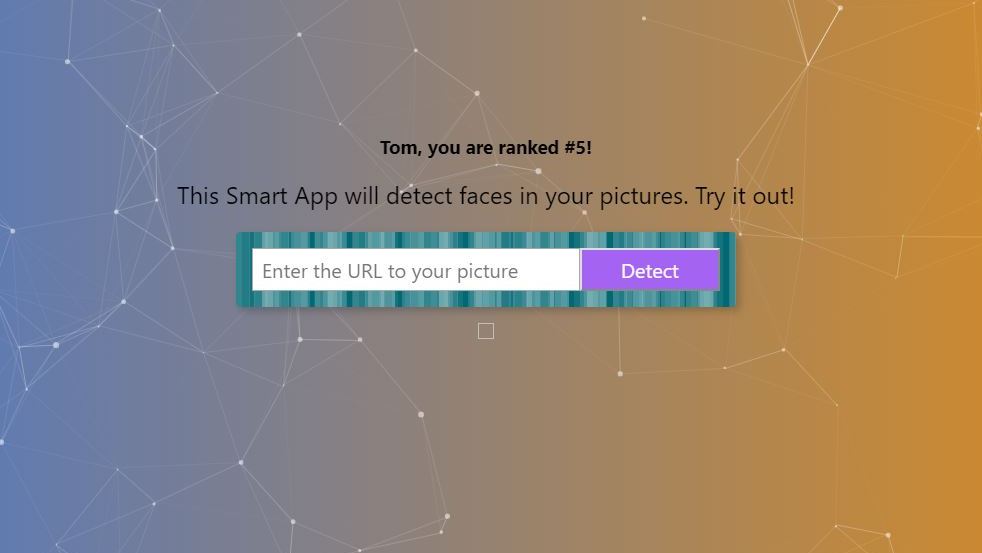 Tom, you are ranked #5!
This Smart App will detect faces in your pictures. Try it out!
Enter the URL to your picture
Detect